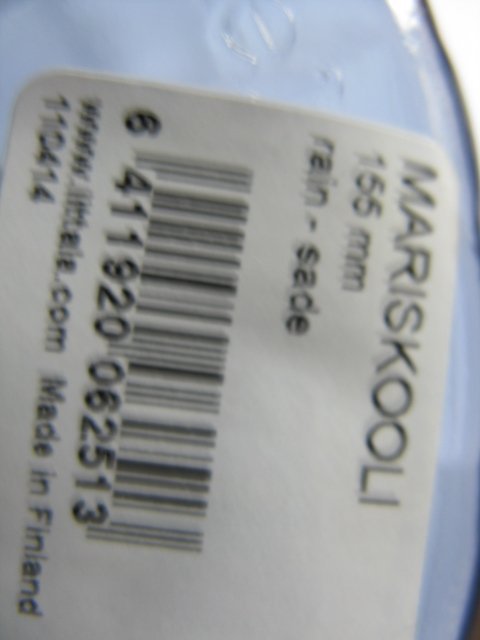 MARISKOOLI
155 mm
rain - sade
6 411920 062513
www.iittala.com Made in Finland
110414